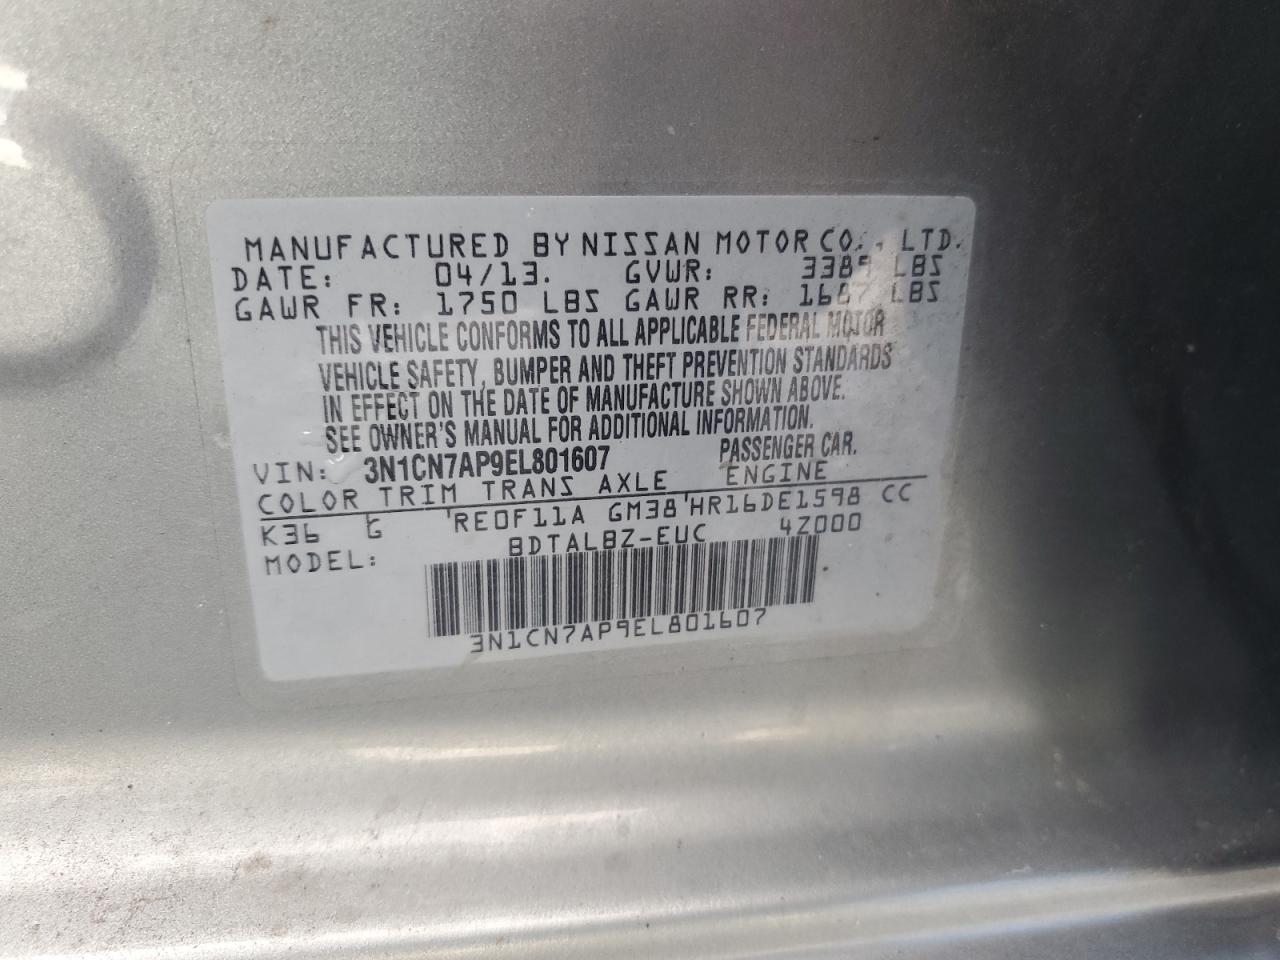 MANUFACTURED BY NISSAN MOTOR CO., LTD.
DATE: 04/13. GVWR: 3389 LBS
GAWR FR: 1750 LBS GAWR RR: 1687 LBS
THIS VEHICLE CONFORMS TO ALL APPLICABLE FEDERAL MOTOR
VEHICLE SAFETY, BUMPER AND THEFT PREVENTION STANDARDS
IN EFFECT ON THE DATE OF MANUFACTURE SHOWN ABOVE.
SEE OWNER'S MANUAL FOR ADDITIONAL INFORMATION.
VIN: 3N1CN7AP9EL801607 PASSENGER CAR.
COLOR TRIM TRANS AXLE ENGINE
K36 G RE0F11A GM38 HR16DE1598 CC
MODEL: BDTALBZ-EUC 4Z000
3N1CN7AP9EL801607